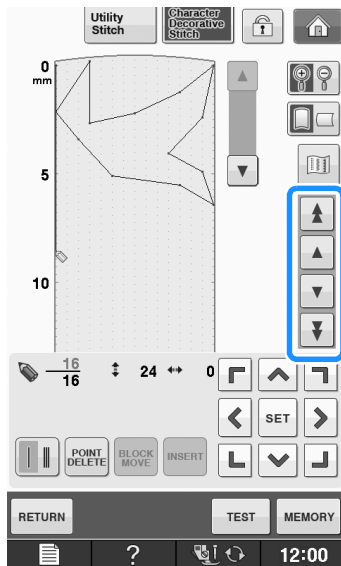 Utility
Stitch
Character
Decorative
Stitch
0
mm
5
10
16
16
24
0
SET
POINT
DELETE
BLOCK
MOVE
INSERT
RETURN
TEST
MEMORY
?
12:00